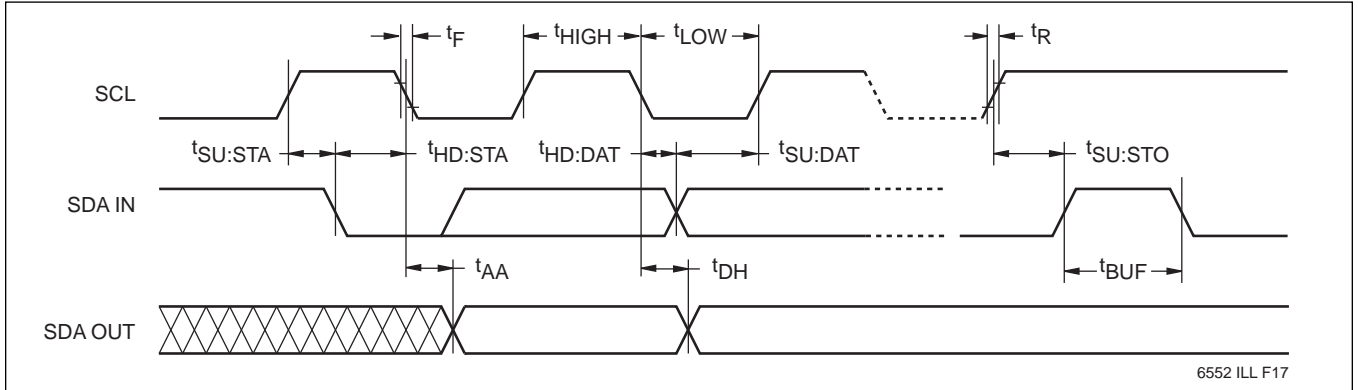 tF tHIGH tLOW tR
SCL
tSU:STA tHD:STA tHD:DAT tSU:DAT tSU:STO
SDA IN
tAA tDH tBUF
SDA OUT
6552 ILL F17